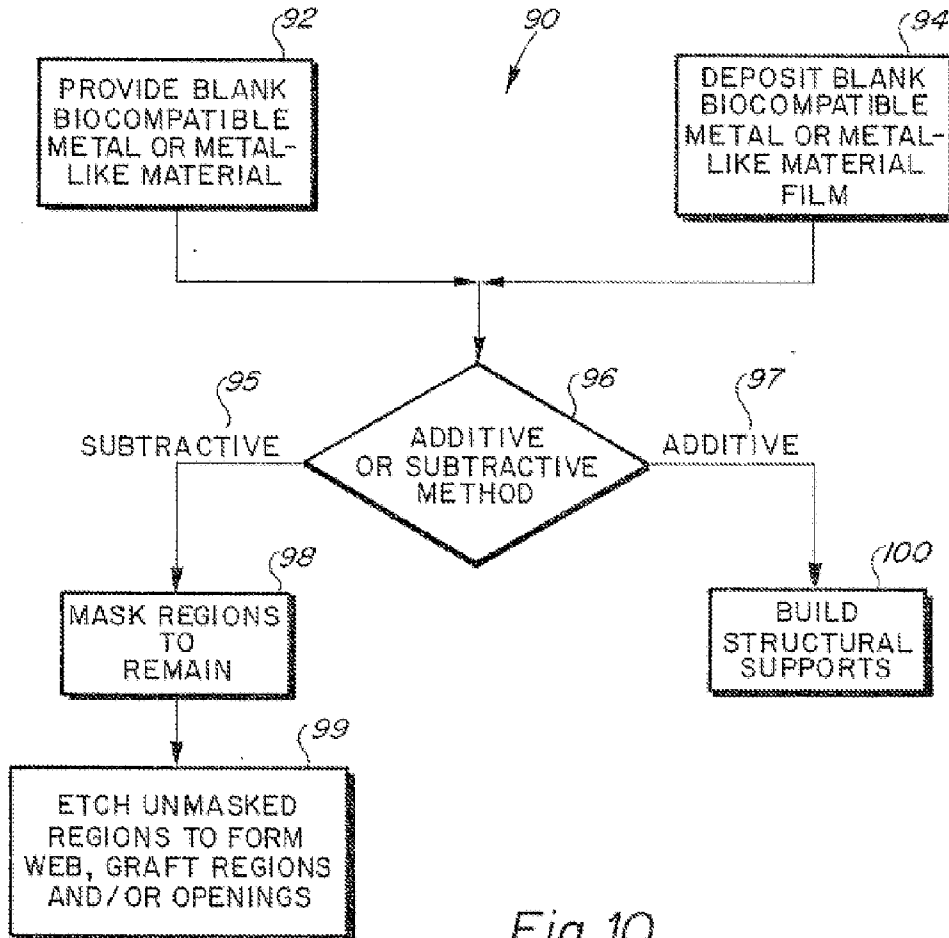 92
90
94
PROVIDE BLANK
BIOCOMPATIBLE
METAL OR METAL-
LIKE MATERIAL
DEPOSIT BLANK
BIOCOMPATIBLE
METAL OR METAL-
LIKE MATERIAL
FILM
95
96
97
SUBTRACTIVE
ADDITIVE
OR SUBTRACTIVE
METHOD
ADDITIVE
98
MASK REGIONS
TO
REMAIN
100
BUILD
STRUCTURAL
SUPPORTS
99
ETCH UNMASKED
REGIONS TO FORM
WEB, GRAFT REGIONS
AND/OR OPENINGS
Fig. 10